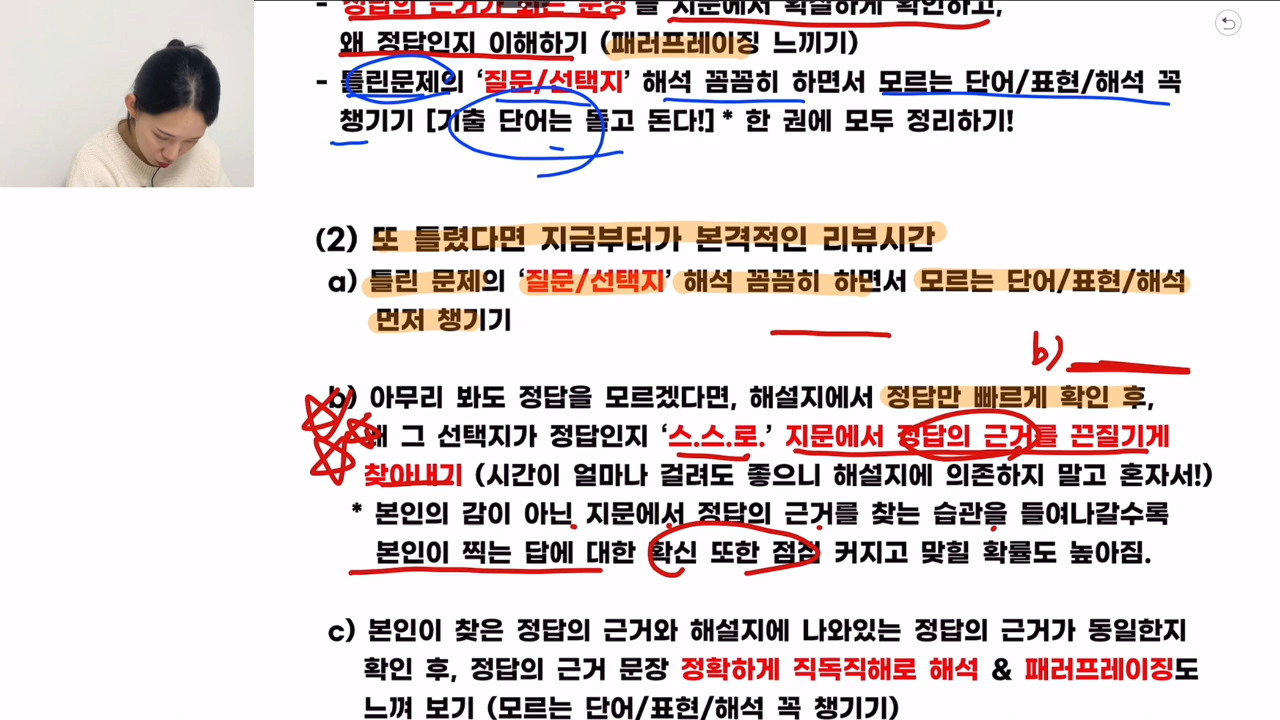 - 정답의 근거가 되는 문장'을 지문에서 확실하게 확인하고,
왜 정답인지 이해하기 (패러프레이징 느끼기)
- 틀린문제의 ‘질문/선택지’ 해석 꼼꼼히 하면서 모르는 단어/표현/해석 꼭
챙기기 [기출 단어는 돌고 돈다!] * 한 권에 모두 정리하기!
(2) 또 틀렸다면 지금부터가 본격적인 리뷰시간
a) 틀린 문제의 ‘질문/선택지’ 해석 꼼꼼히 하면서 모르는 단어/표현/해석
먼저 챙기기
b)
b) 아무리 봐도 정답을 모르겠다면, 해설지에서 정답만 빠르게 확인 후,
왜 그 선택지가 정답인지 ‘스.스.로.’ 지문에서 정답의 근거를 끈질기게
찾아내기 (시간이 얼마나 걸려도 좋으니 해설지에 의존하지 말고 혼자서!)
* 본인의 감이 아닌 지문에서 정답의 근거를 찾는 습관을 들여나갈수록
본인이 찍는 답에 대한 확신 또한 점점 커지고 맞힐 확률도 높아짐.
c) 본인이 찾은 정답의 근거와 해설지에 나와있는 정답의 근거가 동일한지
확인 후, 정답의 근거 문장 정확하게 직독직해로 해석 & 패러프레이징도
느껴 보기 (모르는 단어/표현/해석 꼭 챙기기)